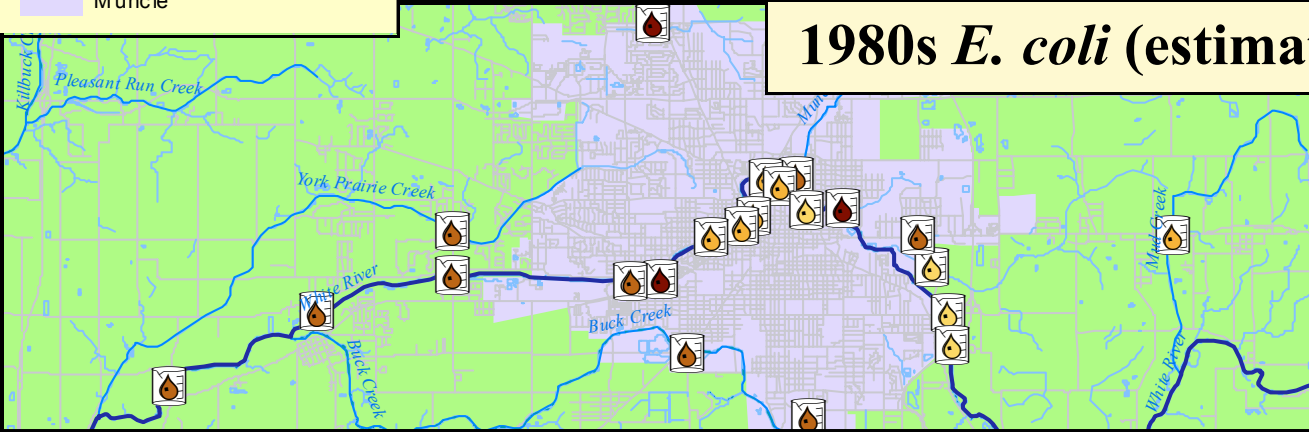 Muncie
1980s E. coli (estima
Killbuck C
Pleasant Run Creek
Mun
York Prairie Creek
Mud Creek
White River
Buck Creek
Buck Creek
White River